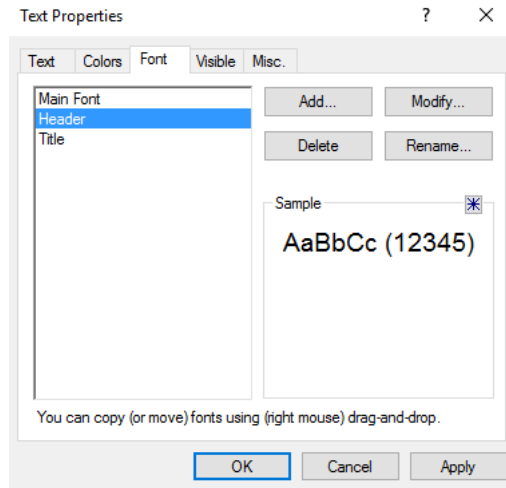 Text Properties ?
Text Colors Font Visible Misc.
Main Font
Header
Title
Add... Modify...
Delete Rename...
Sample
AaBbCc (12345)
You can copy (or move) fonts using (right mouse) drag-and-drop.
OK Cancel Apply